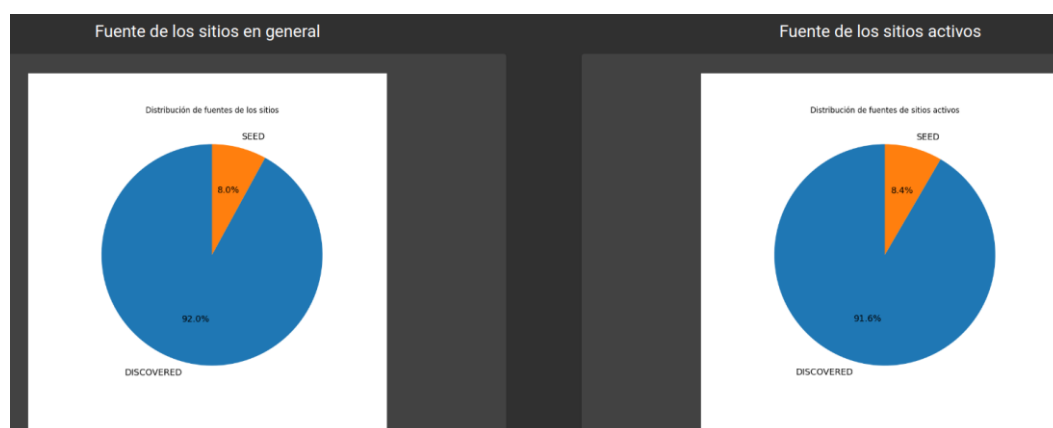 Fuente de los sitios en general
Distribución de fuentes de los sitios
SEED
8.0%
92.0%
DISCOVERED
Fuente de los sitios activos
Distribución de fuentes de sitios activos
SEED
8.4%
91.6%
DISCOVERED